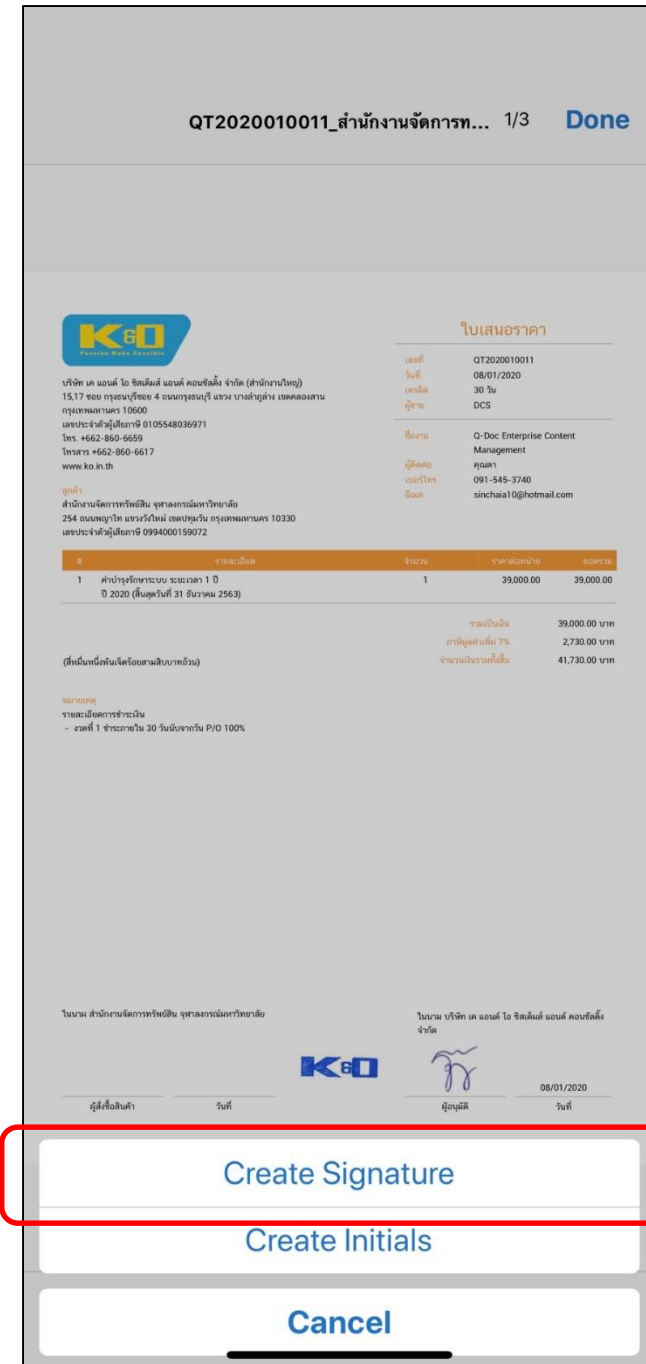 QT2020010011_สำนักงานจัดการท... 1/3 Done
K&O
Passion Make Possible
บริษัท เค แอนด์ โอ ซิสเต็มส์ แอนด์ คอนซัลติ้ง จำกัด (สำนักงานใหญ่)
15,17 ซอย กรุงธนบุรีซอย 4 ถนนกรุงธนบุรี แขวง บางลำภูล่าง เขตคลองสาน
กรุงเทพมหานคร 10600
เลขประจำตัวผู้เสียภาษี 0105548036971
โทร. +662-860-6659
โทรสาร +662-860-6617
www.ko.in.th
ลูกค้า
สำนักงานจัดการทรัพย์สิน จุฬาลงกรณ์มหาวิทยาลัย
254 ถนนพญาไท แขวงวังใหม่ เขตปทุมวัน กรุงเทพมหานคร 10330
เลขประจำตัวผู้เสียภาษี 0994000159072
ใบเสนอราคา
เลขที่ QT2020010011
วันที่ 08/01/2020
เครดิต 30 วัน
ผู้ขาย DCS
ชื่องาน Q-Doc Enterprise Content
Management
ผู้ติดต่อ คุณตา
เบอร์โทร 091-545-3740
อีเมล sinchaia10@hotmail.com
# รายละเอียด จำนวน ราคาต่อหน่วย ยอดรวม
1 ค่าบำรุงรักษาระบบ ระยะเวลา 1 ปี 1 39,000.00 39,000.00
ปี 2020 (สิ้นสุดวันที่ 31 ธันวาคม 2563)
รวมเป็นเงิน 39,000.00 บาท
ภาษีมูลค่าเพิ่ม 7% 2,730.00 บาท
(สี่หมื่นหนึ่งพันเจ็ดร้อยสามสิบบาทถ้วน) จำนวนเงินรวมทั้งสิ้น 41,730.00 บาท
หมายเหตุ
รายละเอียดการชำระเงิน
- งวดที่ 1 ชำระภายใน 30 วันนับจากวัน P/O 100%
ในนาม สำนักงานจัดการทรัพย์สิน จุฬาลงกรณ์มหาวิทยาลัย
ในนาม บริษัท เค แอนด์ โอ ซิสเต็มส์ แอนด์ คอนซัลติ้ง
จำกัด
K&O
08/01/2020
ผู้สั่งซื้อสินค้า วันที่ ผู้อนุมัติ วันที่
Create Signature
Create Initials
Cancel